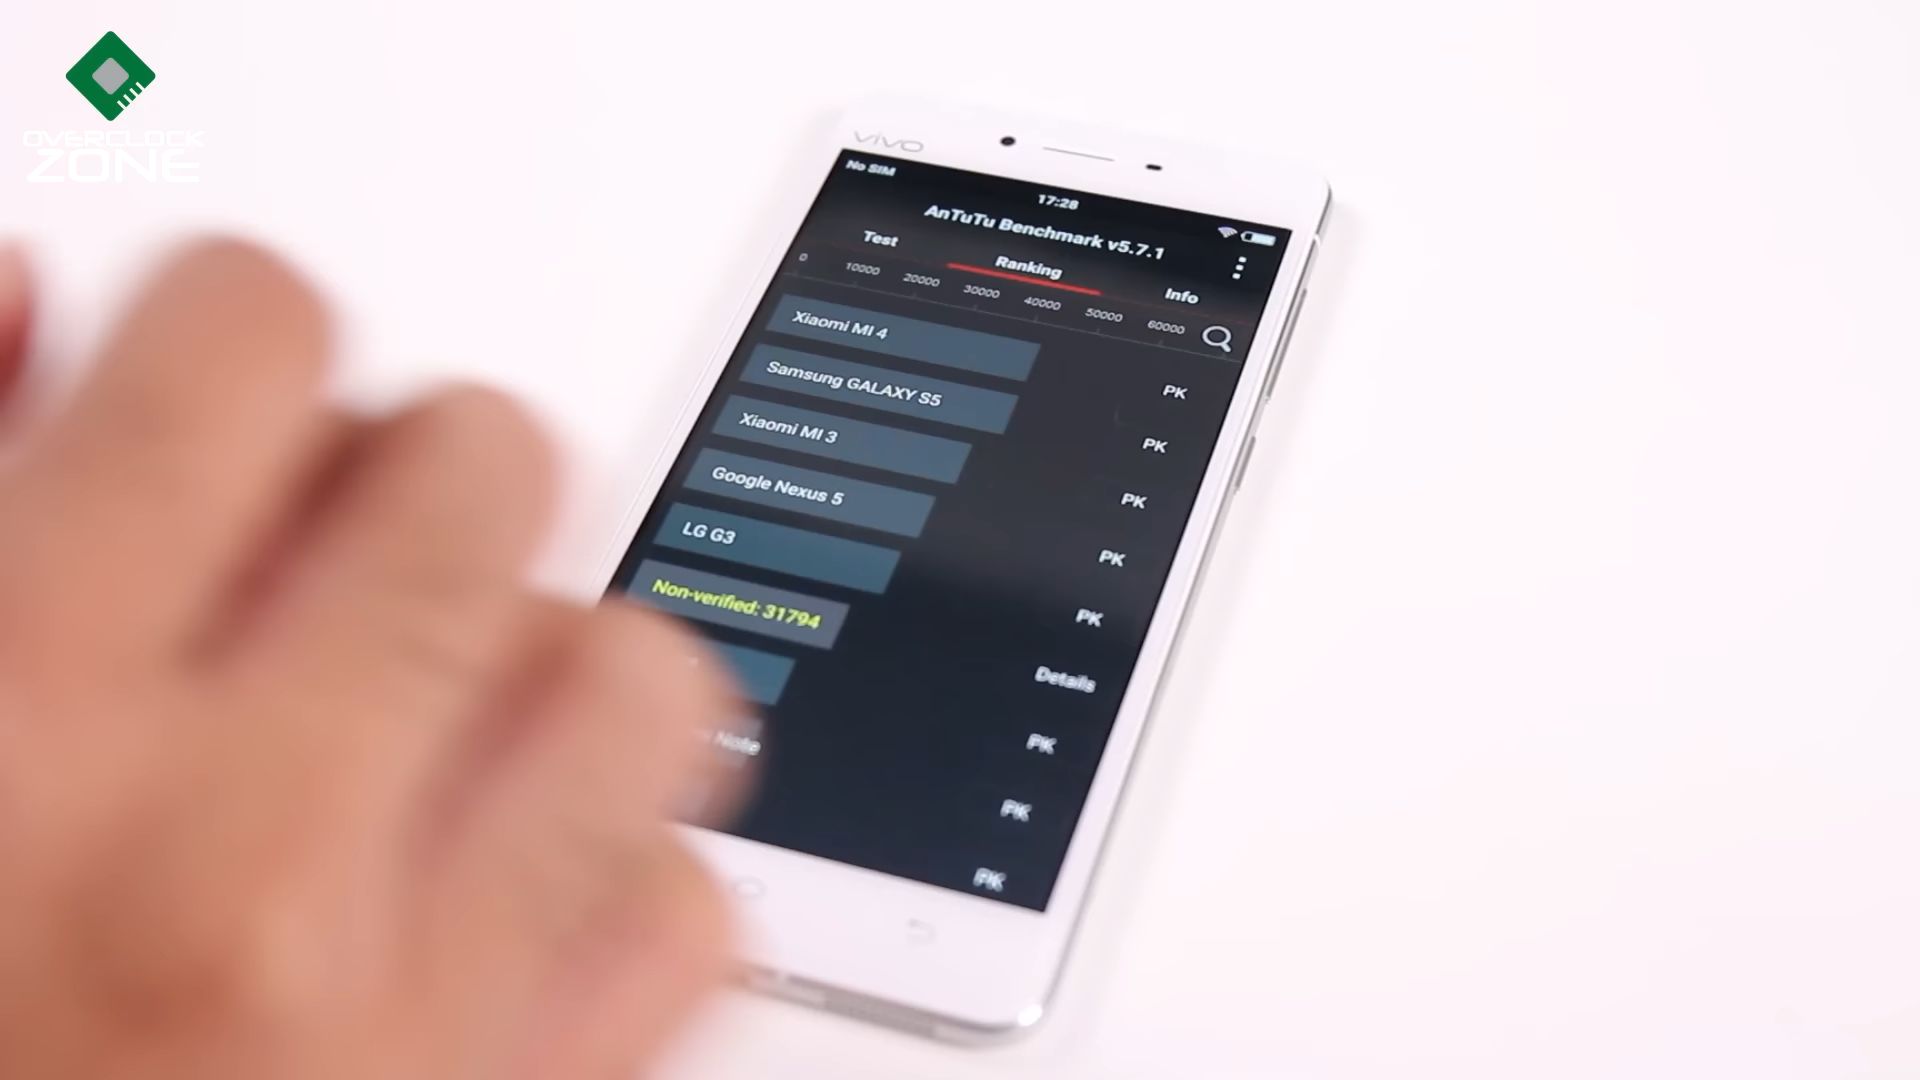 OVERCLOCK
ZONE
vivo
No SIM
17:28
AnTuTu Benchmark v5.7.1
Test
Ranking
Info
0 10000 20000 30000 40000 50000 60000
Xiaomi MI 4 PK
Samsung GALAXY S5 PK
Xiaomi MI 3 PK
Google Nexus 5 PK
LG G3 PK
Non-verified: 31794 Details
PK
Note PK
PK